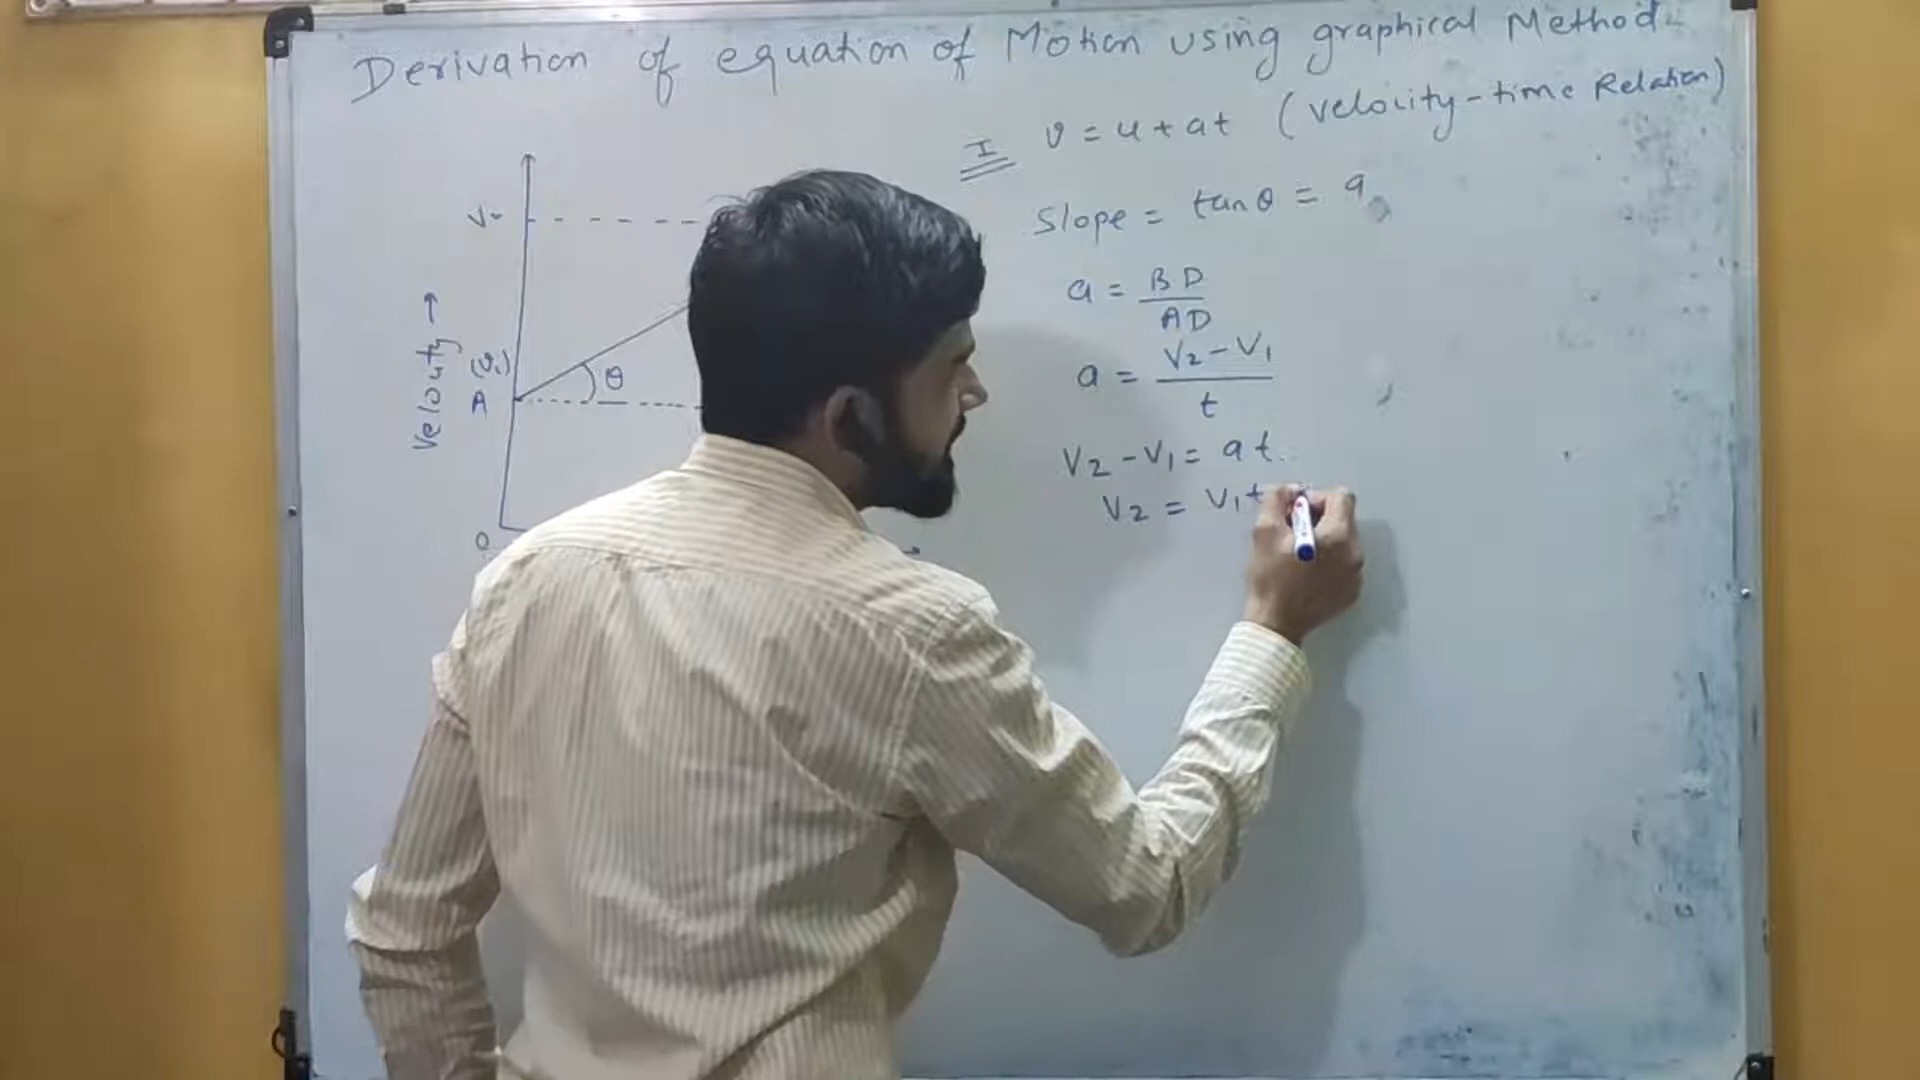 Derivation of equation of Motion using graphical Method
I v = u + at (velocity-time Relation)
Slope = tanθ = a
a = BD / AD
a = V2 - V1 / t
V2 - V1 = at
V2 = V1 +
V2
Velocity →
(v1)
A
θ
O